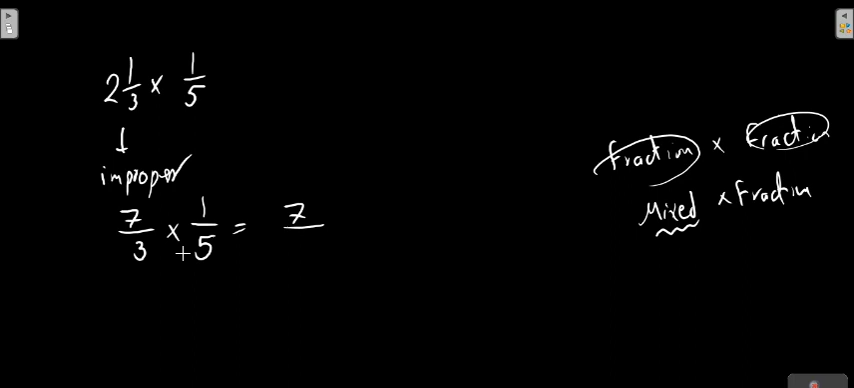 2 1/3 × 1/5
↓
improper
7/3 × 1/5 = 7/
Fraction × Fraction
Mixed × Fraction